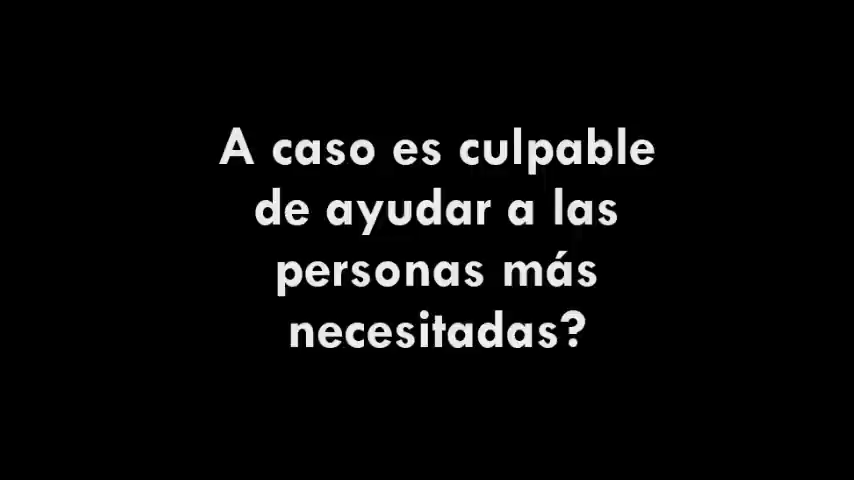 A caso es culpable
de ayudar a las
personas más
necesitadas?